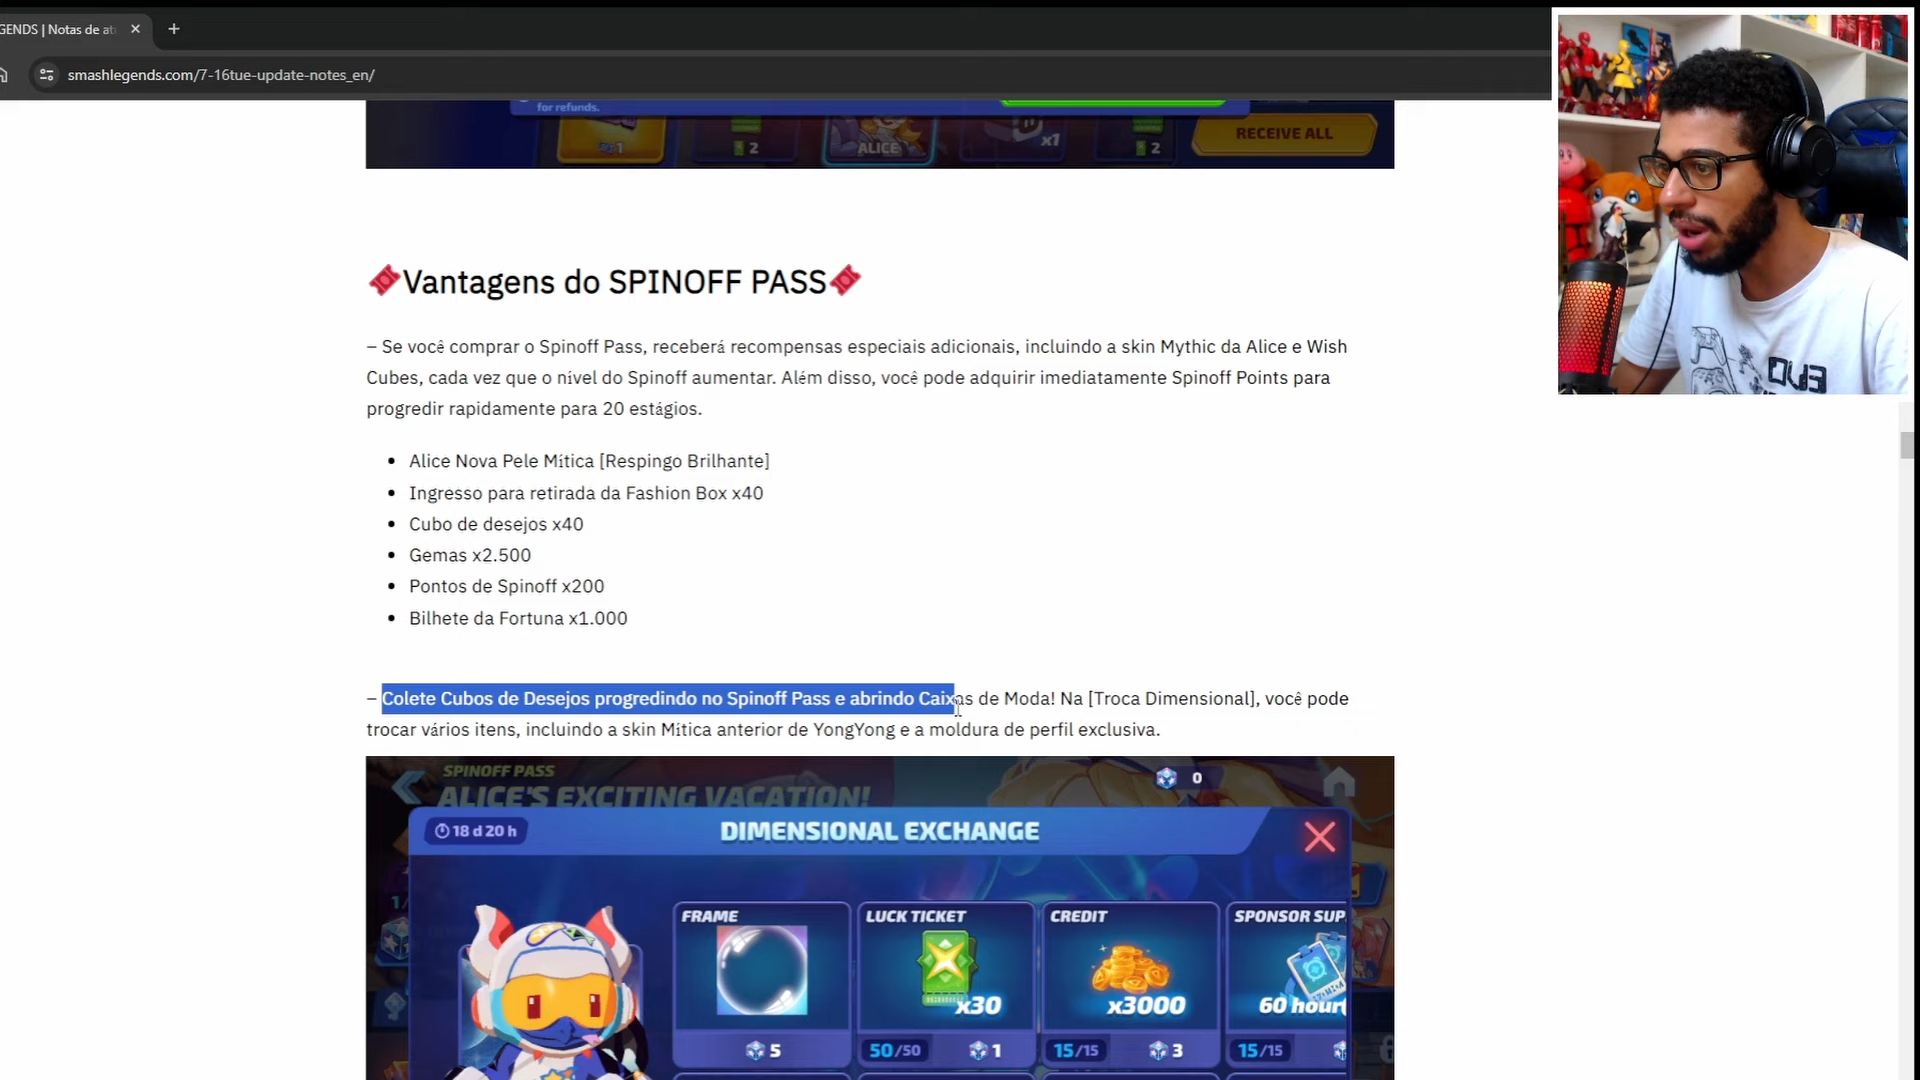 GENDS | Notas de at
smashlegends.com/7-16tue-update-notes_en/
for refunds.
1
2
ALICE
x1
2
RECEIVE ALL
Vantagens do SPINOFF PASS
– Se você comprar o Spinoff Pass, receberá recompensas especiais adicionais, incluindo a skin Mythic da Alice e Wish
Cubes, cada vez que o nível do Spinoff aumentar. Além disso, você pode adquirir imediatamente Spinoff Points para
progredir rapidamente para 20 estágios.
• Alice Nova Pele Mítica [Respingo Brilhante]
• Ingresso para retirada da Fashion Box x40
• Cubo de desejos x40
• Gemas x2.500
• Pontos de Spinoff x200
• Bilhete da Fortuna x1.000
– Colete Cubos de Desejos progredindo no Spinoff Pass e abrindo Caixas de Moda! Na [Troca Dimensional], você pode
trocar vários itens, incluindo a skin Mítica anterior de YongYong e a moldura de perfil exclusiva.
SPINOFF PASS
0
ALICE'S EXCITING VACATION!
18 d 20 h
DIMENSIONAL EXCHANGE
FRAME
LUCK TICKET
CREDIT
SPONSOR SUP
x30
x3000
60 hour
5
50/50
1
15/15
3
15/15